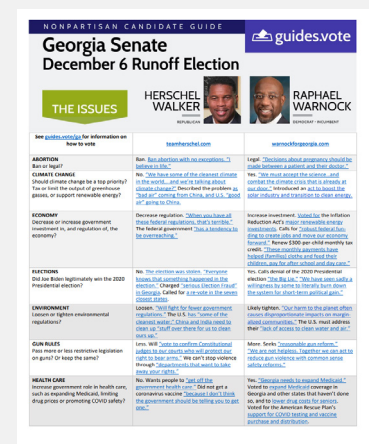 NONPARTISAN CANDIDATE GUIDE
guides.vote
Georgia Senate
December 6 Runoff Election
THE ISSUES
HERSCHEL
WALKER
REPUBLICAN
RAPHAEL
WARNOCK
DEMOCRAT · INCUMBENT
See guides.vote/ga for information on
how to vote
teamherschel.com
warnockforgeorgia.com
ABORTION
Ban or legal?
Ban. Ban abortion with no exceptions. "I
believe in life."
Legal. "Decisions about pregnancy should be
made between a patient and their doctor."
CLIMATE CHANGE
Should climate change be a top priority?
Tax or limit the output of greenhouse
gasses, or support renewable energy?
No. "We have some of the cleanest climate
in the world....and we're talking about
climate change?" Described the problem as
"bad air" coming from China, and U.S. "good
air" going to China.
Yes. "We must accept the science, and
combat the climate crisis that is already at
our door." Introduced an act to boost the
solar industry and transition to clean energy.
ECONOMY
Decrease or increase government
investment in, and regulation of, the
economy?
Decrease regulation. "When you have all
these federal regulations, that's terrible."
The federal government "has a tendency to
be overreaching."
Increase investment. Voted for the Inflation
Reduction Act's major renewable energy
investments. Calls for "robust federal fun-
ding to create jobs and move our economy
forward." Renew $300-per-child monthly tax
credit. "These monthly payments have
helped [families] clothe and feed their
children, pay for after school and day care."
ELECTIONS
Did Joe Biden legitimately win the 2020
Presidential election?
No. The election was stolen. "Everyone
knows that something happened in the
election." Charged "serious Election Fraud"
in Georgia. Called for a re-vote in the seven
closest states.
Yes. Calls denial of the 2020 Presidential
election "the Big Lie." "We have seen sadly a
willingness by some to literally burn down
the system for short-term political gain."
ENVIRONMENT
Loosen or tighten environmental
regulations?
Loosen. "Will fight for fewer government
regulations." The U.S. has "some of the
cleanest water;" China and India need to
clean up "stuff over there for us to clean
ours up."
Likely tighten. "Our harm to the planet often
causes disproportionate impacts on margin-
alised communities." The U.S. must address
their "lack of access to clean water and air."
GUN RULES
Pass more or less restrictive legislation
on guns? Or keep the same?
Less. Will "vote to confirm Constitutional
judges to our courts who will protect our
right to bear arms." We can't stop violence
through "departments that want to take
away your rights."
More. Seeks "reasonable gun reform."
"We are not helpless. Together we can act to
reduce gun violence with common sense
safety reforms."
HEALTH CARE
Increase government role in health care,
such as expanding Medicaid, limiting
drug prices or promoting COVID safety?
No. Wants people to "get off the
government health care." Did not get a
coronavirus vaccine "because I don't think
the government should be telling you to get
one."
Yes. "Georgia needs to expand Medicaid."
Voted to expand Medicaid coverage in
Georgia and other states that haven't done
so, and to lower drug costs for seniors.
Voted for the American Rescue Plan's
support for COVID testing and vaccine
purchase and distribution.